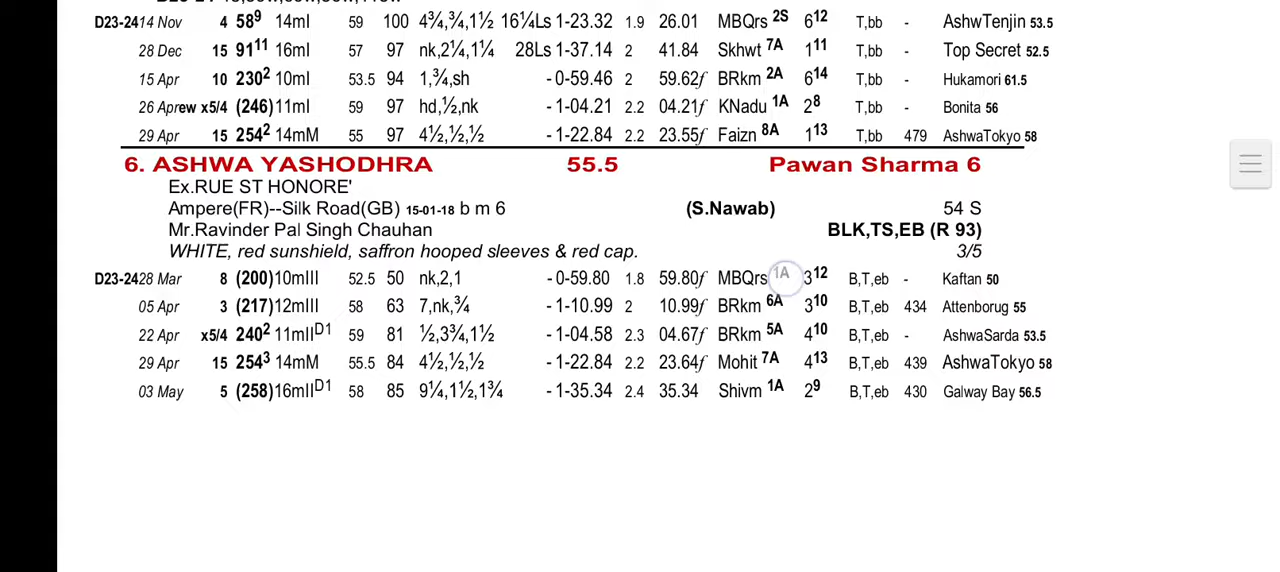 D23-24 14 Nov 4 58⁹ 14mI 59 100 4¾,¾,1½ 16¼Ls 1-23.32 1.9 26.01 MBQrs 2S 6¹² T,bb - AshwTenjin 53.5
28 Dec 15 91¹¹ 16mI 57 97 nk,2¼,1¼ 28Ls 1-37.14 2 41.84 Skhwt 7A 1¹¹ T,bb - Top Secret 52.5
15 Apr 10 230² 10mI 53.5 94 1,¾,sh - 0-59.46 2 59.62f BRkm 2A 6¹⁴ T,bb - Hukamori 61.5
26 Aprew x5/4 (246) 11mI 59 97 hd,½,nk - 1-04.21 2.2 04.21f KNadu 1A 2⁸ T,bb - Bonita 56
29 Apr 15 254² 14mM 55 97 4½,½,½ - 1-22.84 2.2 23.55f Faizn 8A 1¹³ T,bb 479 AshwaTokyo 58
6. ASHWA YASHODHRA 55.5 Pawan Sharma 6
Ex.RUE ST HONORE'
Ampere(FR)--Silk Road(GB) 15-01-18 b m 6 (S.Nawab) 54 S
Mr.Ravinder Pal Singh Chauhan BLK,TS,EB (R 93)
WHITE, red sunshield, saffron hooped sleeves & red cap. 3/5
D23-24 28 Mar 8 (200) 10mIII 52.5 50 nk,2,1 - 0-59.80 1.8 59.80f MBQrs 1A 3¹² B,T,eb - Kaftan 50
05 Apr 3 (217) 12mIII 58 63 7,nk,¾ - 1-10.99 2 10.99f BRkm 6A 3¹⁰ B,T,eb 434 Attenborug 55
22 Apr x5/4 240² 11mII D1 59 81 ½,3¾,1½ - 1-04.58 2.3 04.67f BRkm 5A 4¹⁰ B,T,eb - AshwaSarda 53.5
29 Apr 15 254³ 14mM 55.5 84 4½,½,½ - 1-22.84 2.2 23.64f Mohit 7A 4¹³ B,T,eb 439 AshwaTokyo 58
03 May 5 (258) 16mII D1 58 85 9¼,1½,1¾ - 1-35.34 2.4 35.34 Shivm 1A 2⁹ B,T,eb 430 Galway Bay 56.5